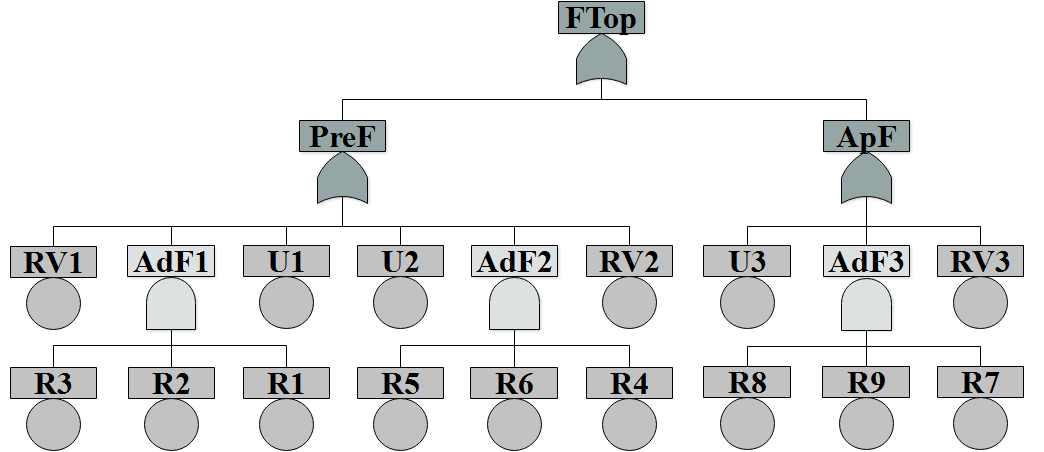 FTop
PreF ApF
RV1 AdF1 U1 U2 AdF2 RV2 U3 AdF3 RV3
R3 R2 R1 R5 R6 R4 R8 R9 R7